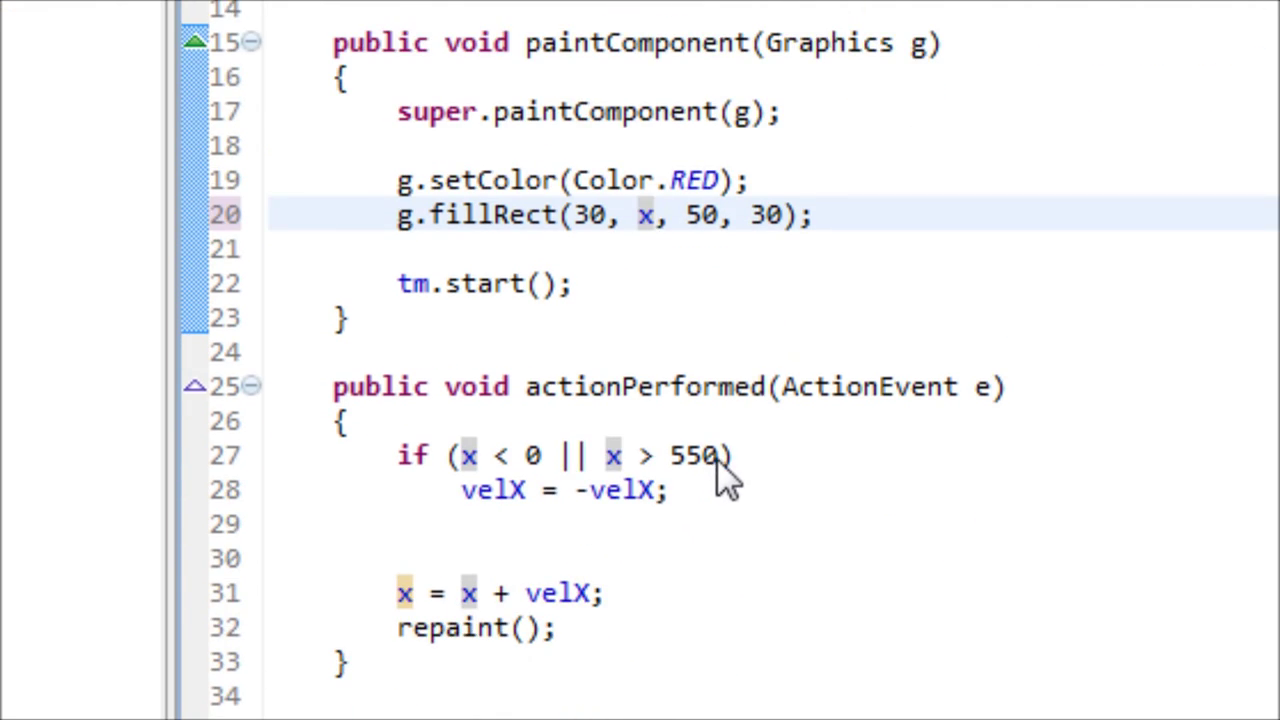 14
15 public void paintComponent(Graphics g)
16 {
17 super.paintComponent(g);
18
19 g.setColor(Color.RED);
20 g.fillRect(30, x, 50, 30);
21
22 tm.start();
23 }
24
25 public void actionPerformed(ActionEvent e)
26 {
27 if (x < 0 || x > 550)
28 velX = -velX;
29
30
31 x = x + velX;
32 repaint();
33 }
34